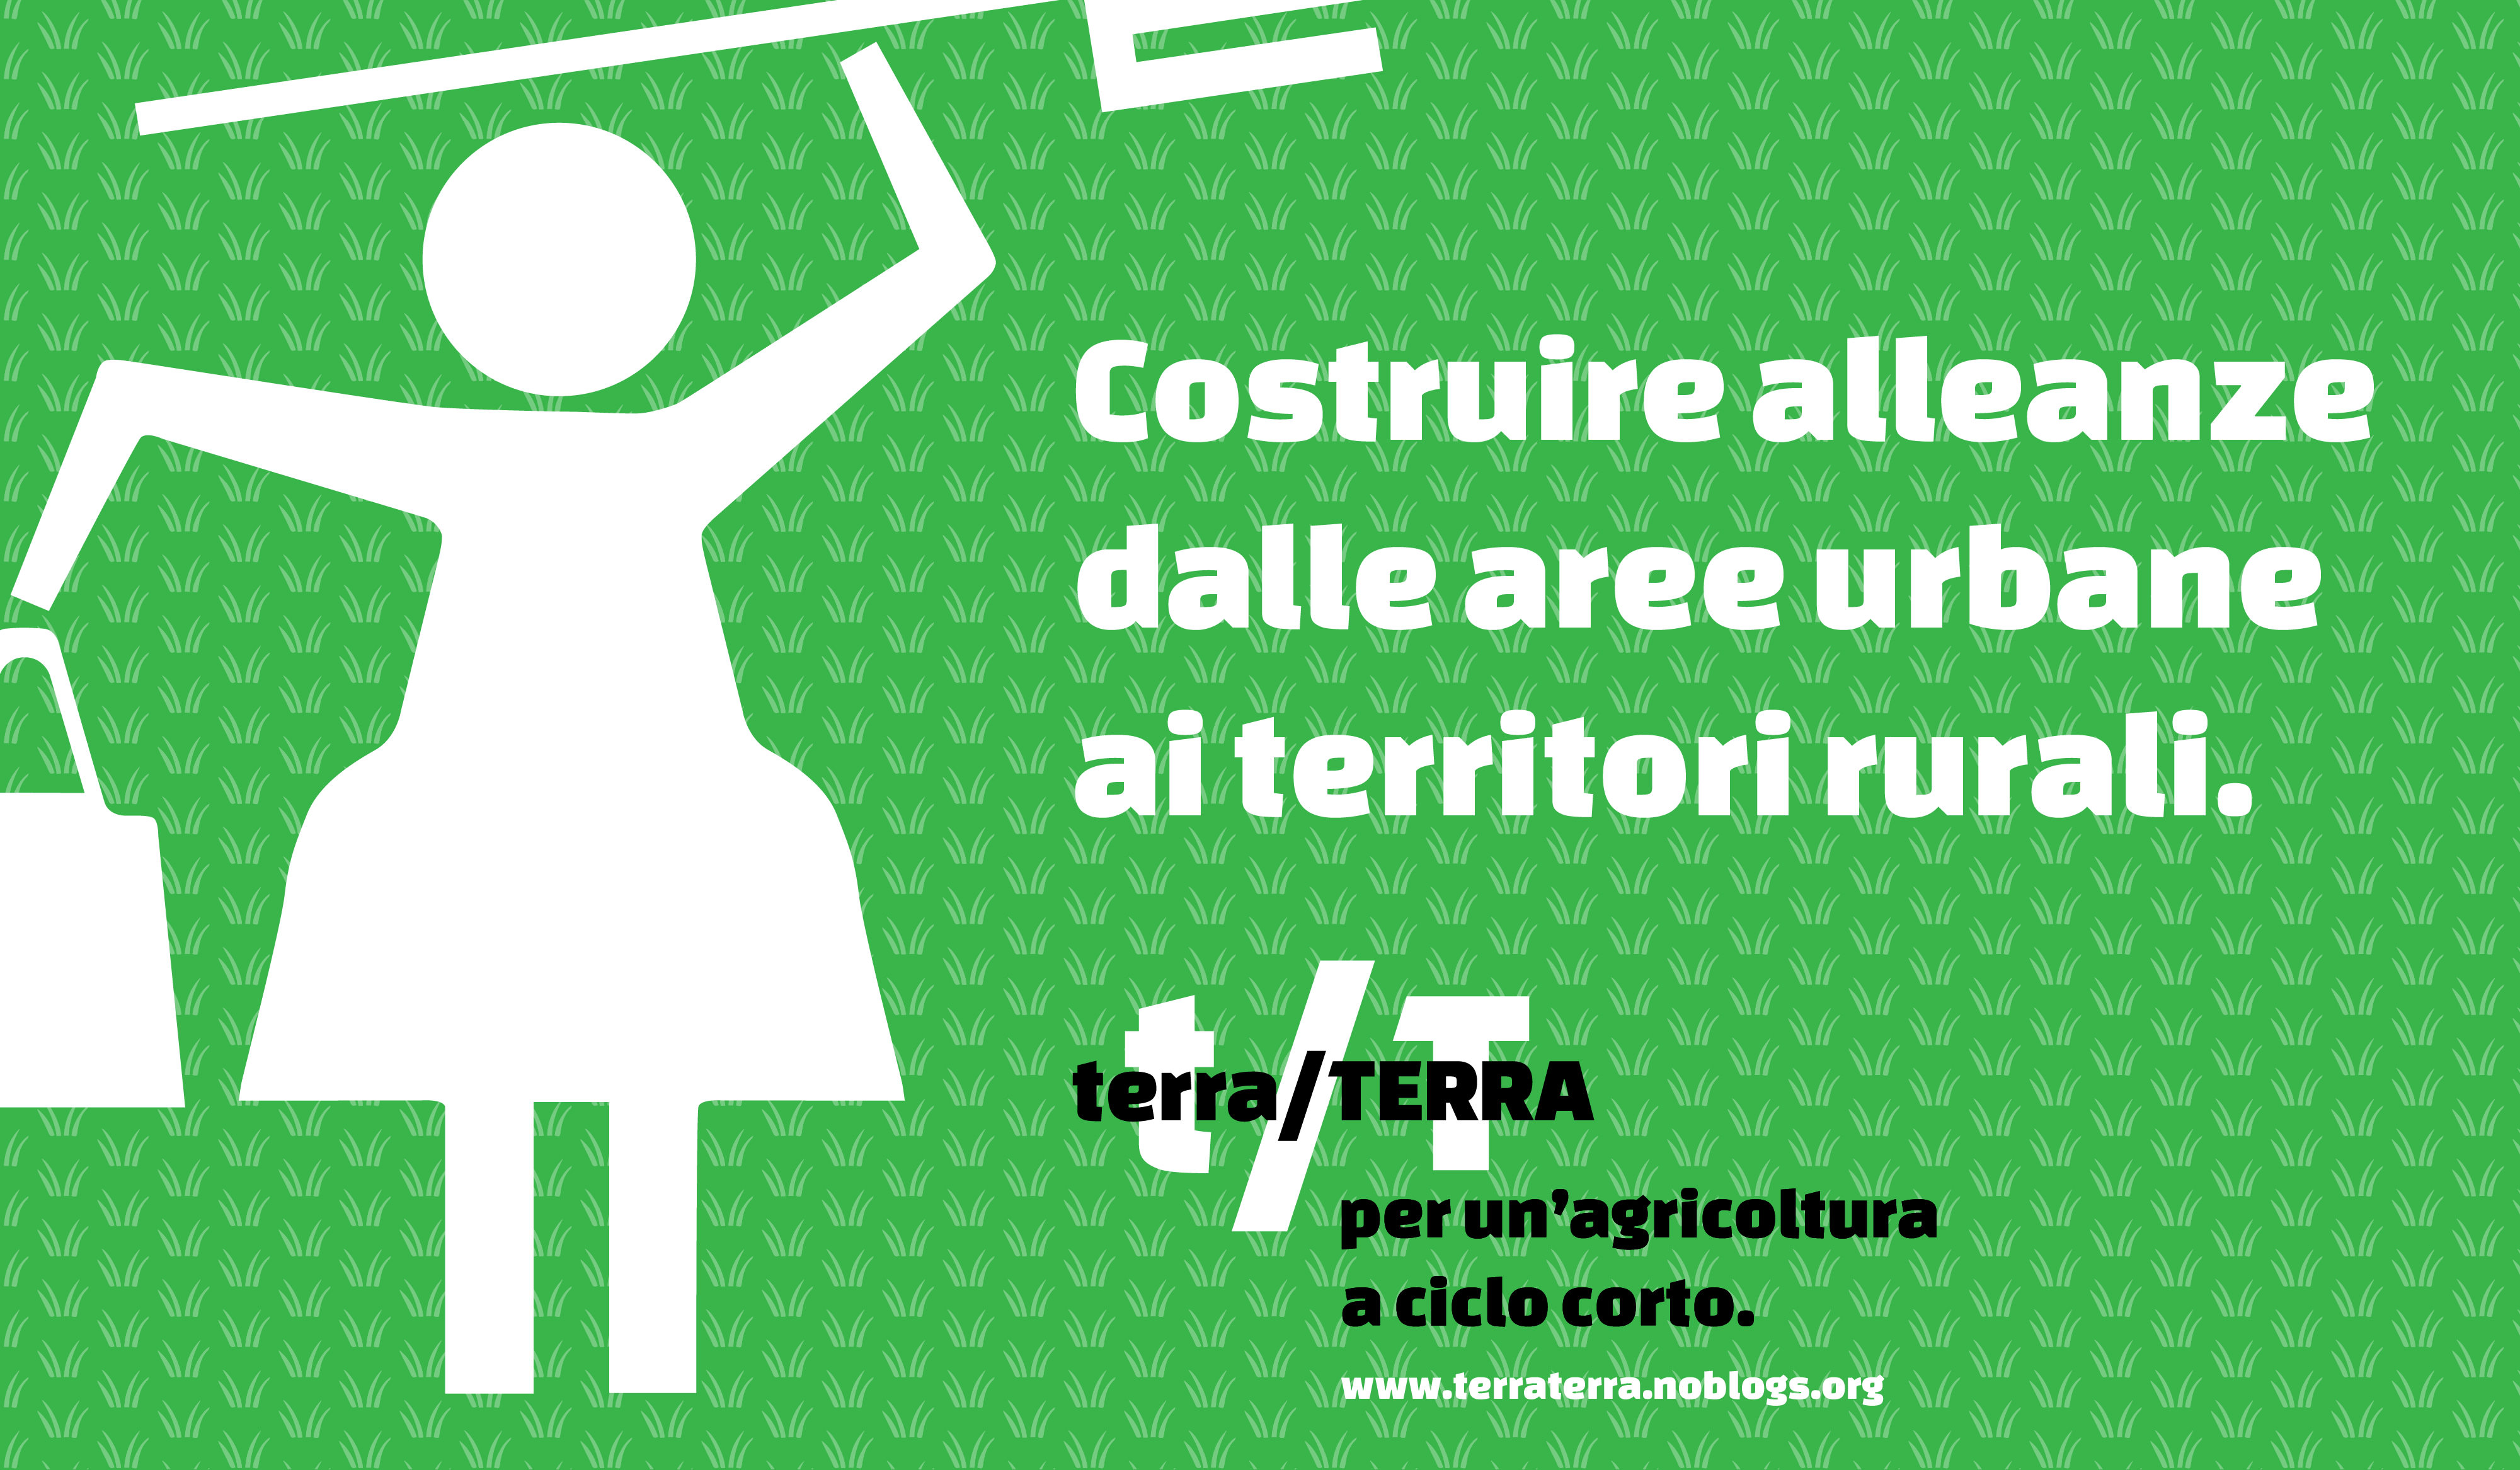 Costruire alleanze
dalle aree urbane
ai territori rurali.
t/T
terra/TERRA
per un’agricoltura
a ciclo corto.
www.terraterra.noblogs.org